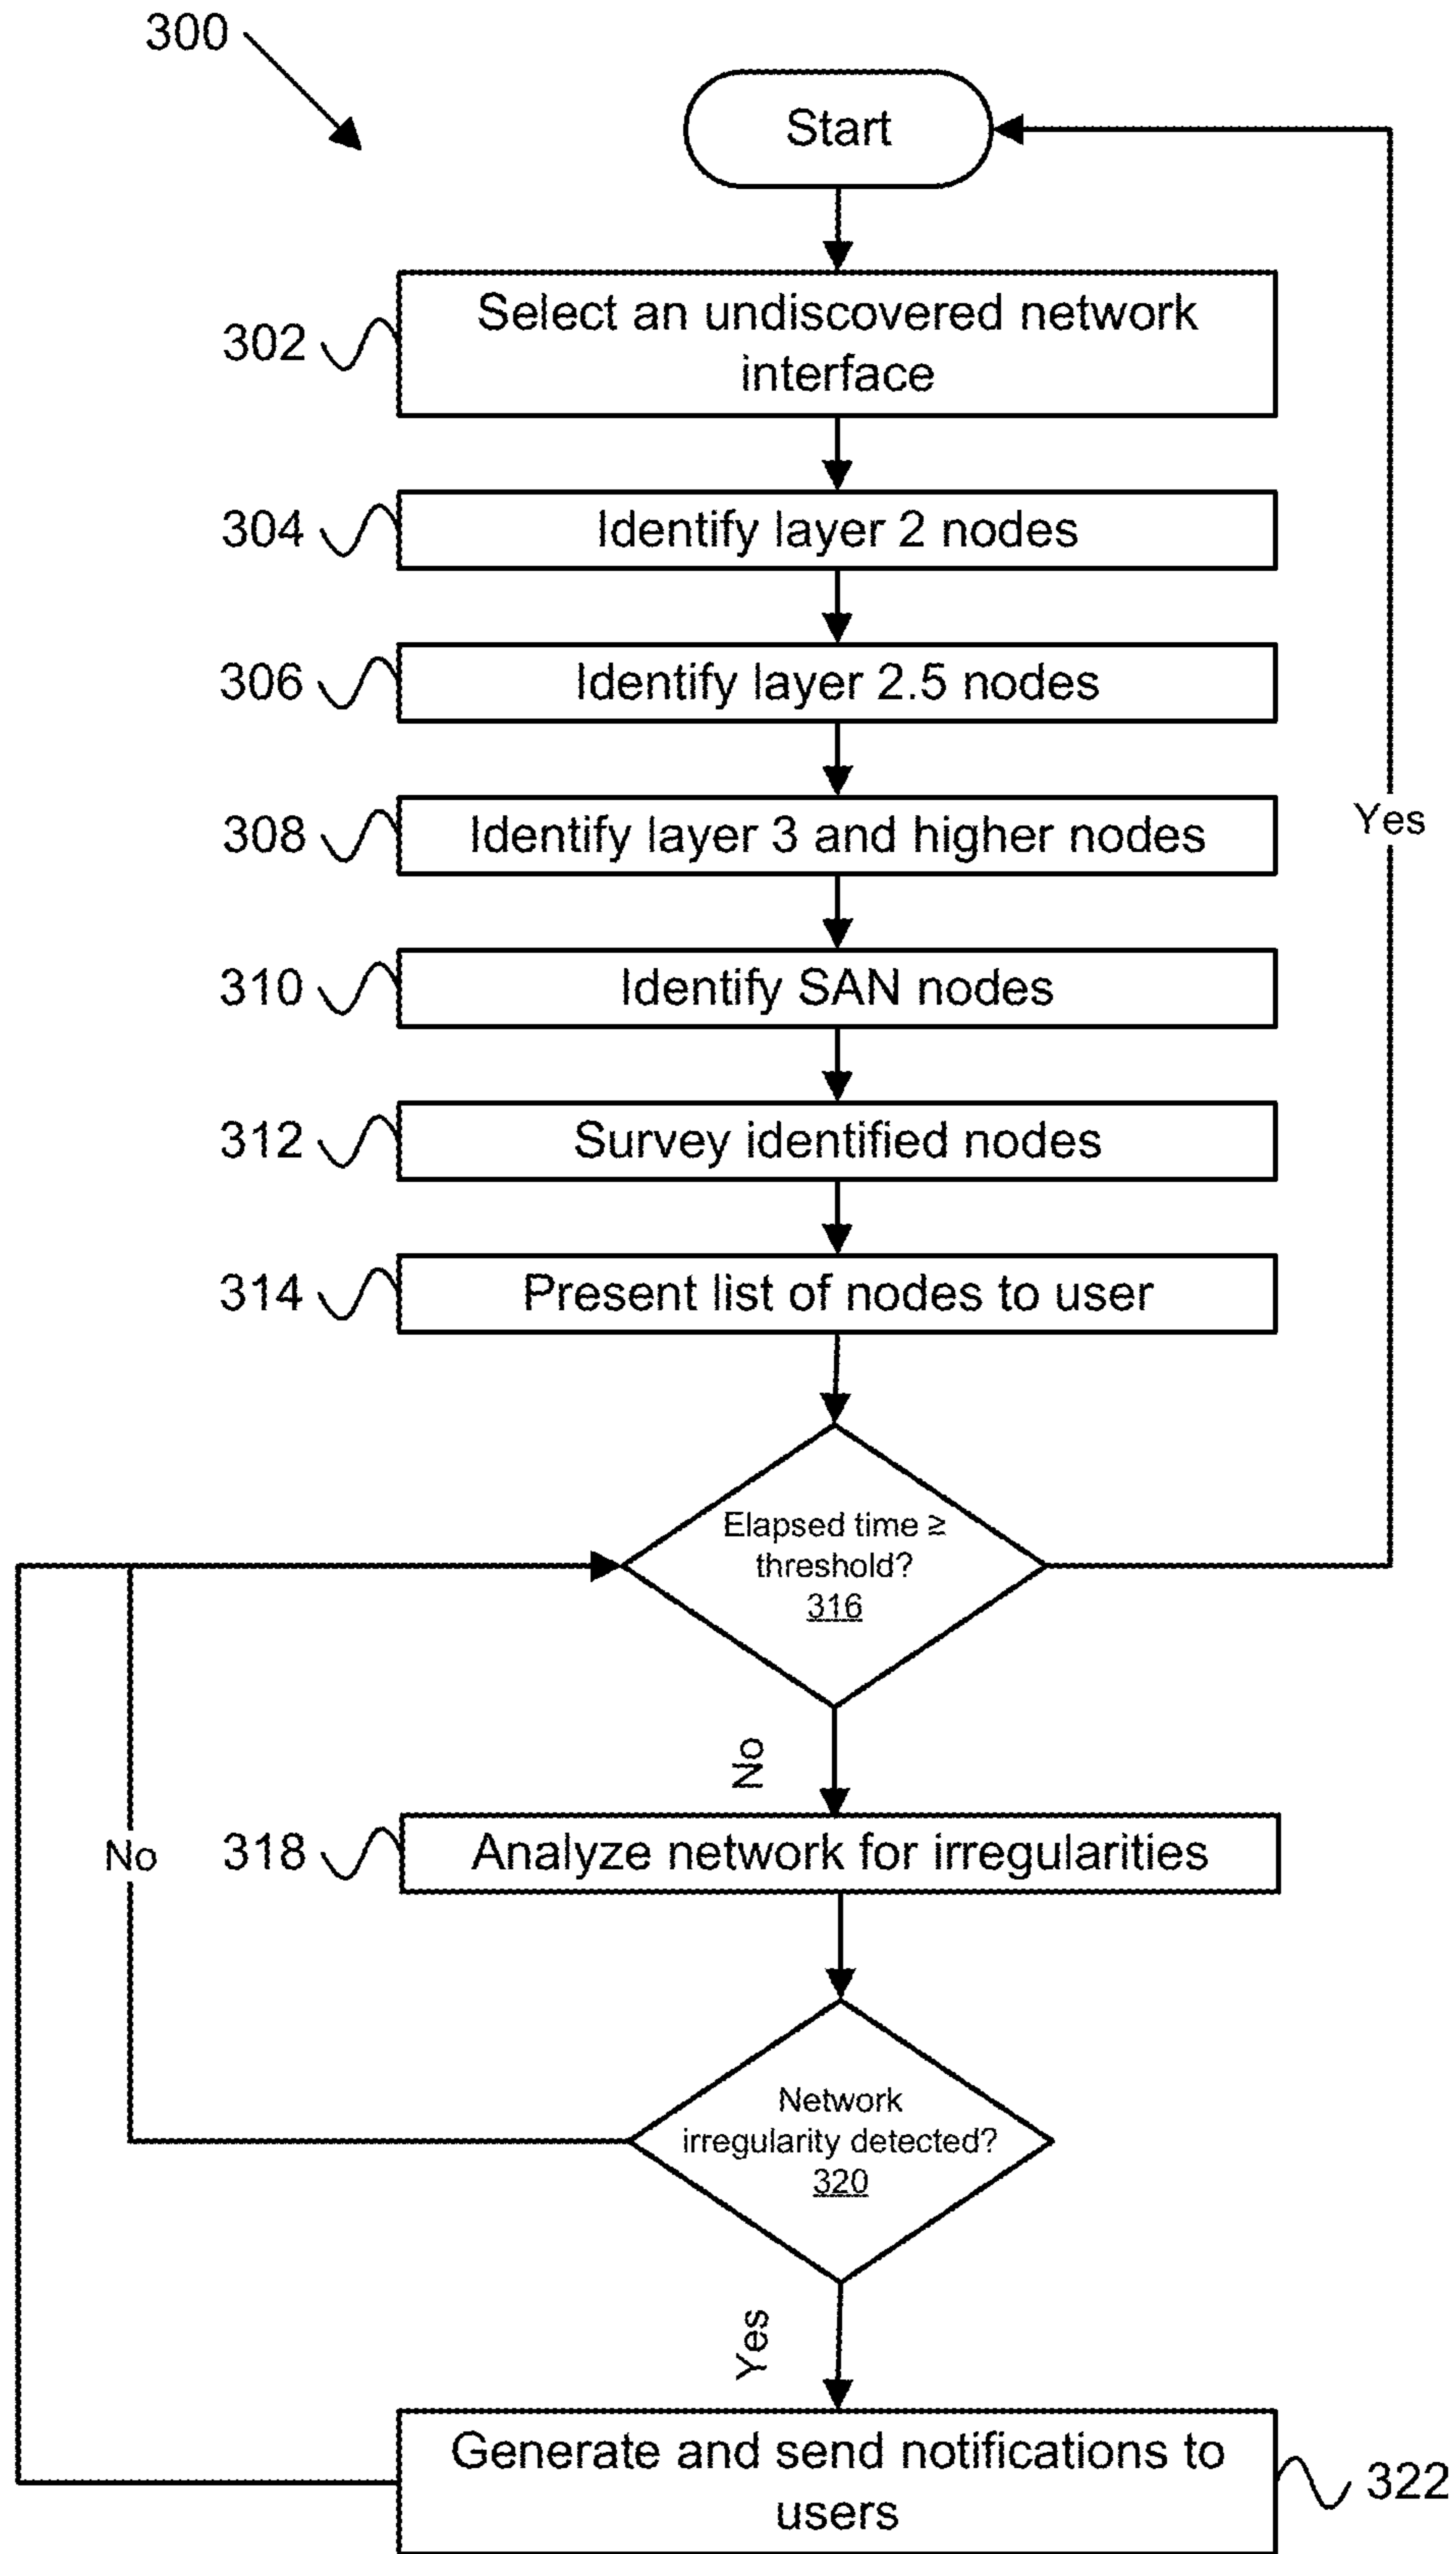 300
Start
302
Select an undiscovered network
interface
304
Identify layer 2 nodes
306
Identify layer 2.5 nodes
308
Identify layer 3 and higher nodes
Yes
310
Identify SAN nodes
312
Survey identified nodes
314
Present list of nodes to user
Elapsed time ≥
threshold?
316
No
No
318
Analyze network for irregularities
Network
irregularity detected?
320
Yes
Generate and send notifications to
users
322